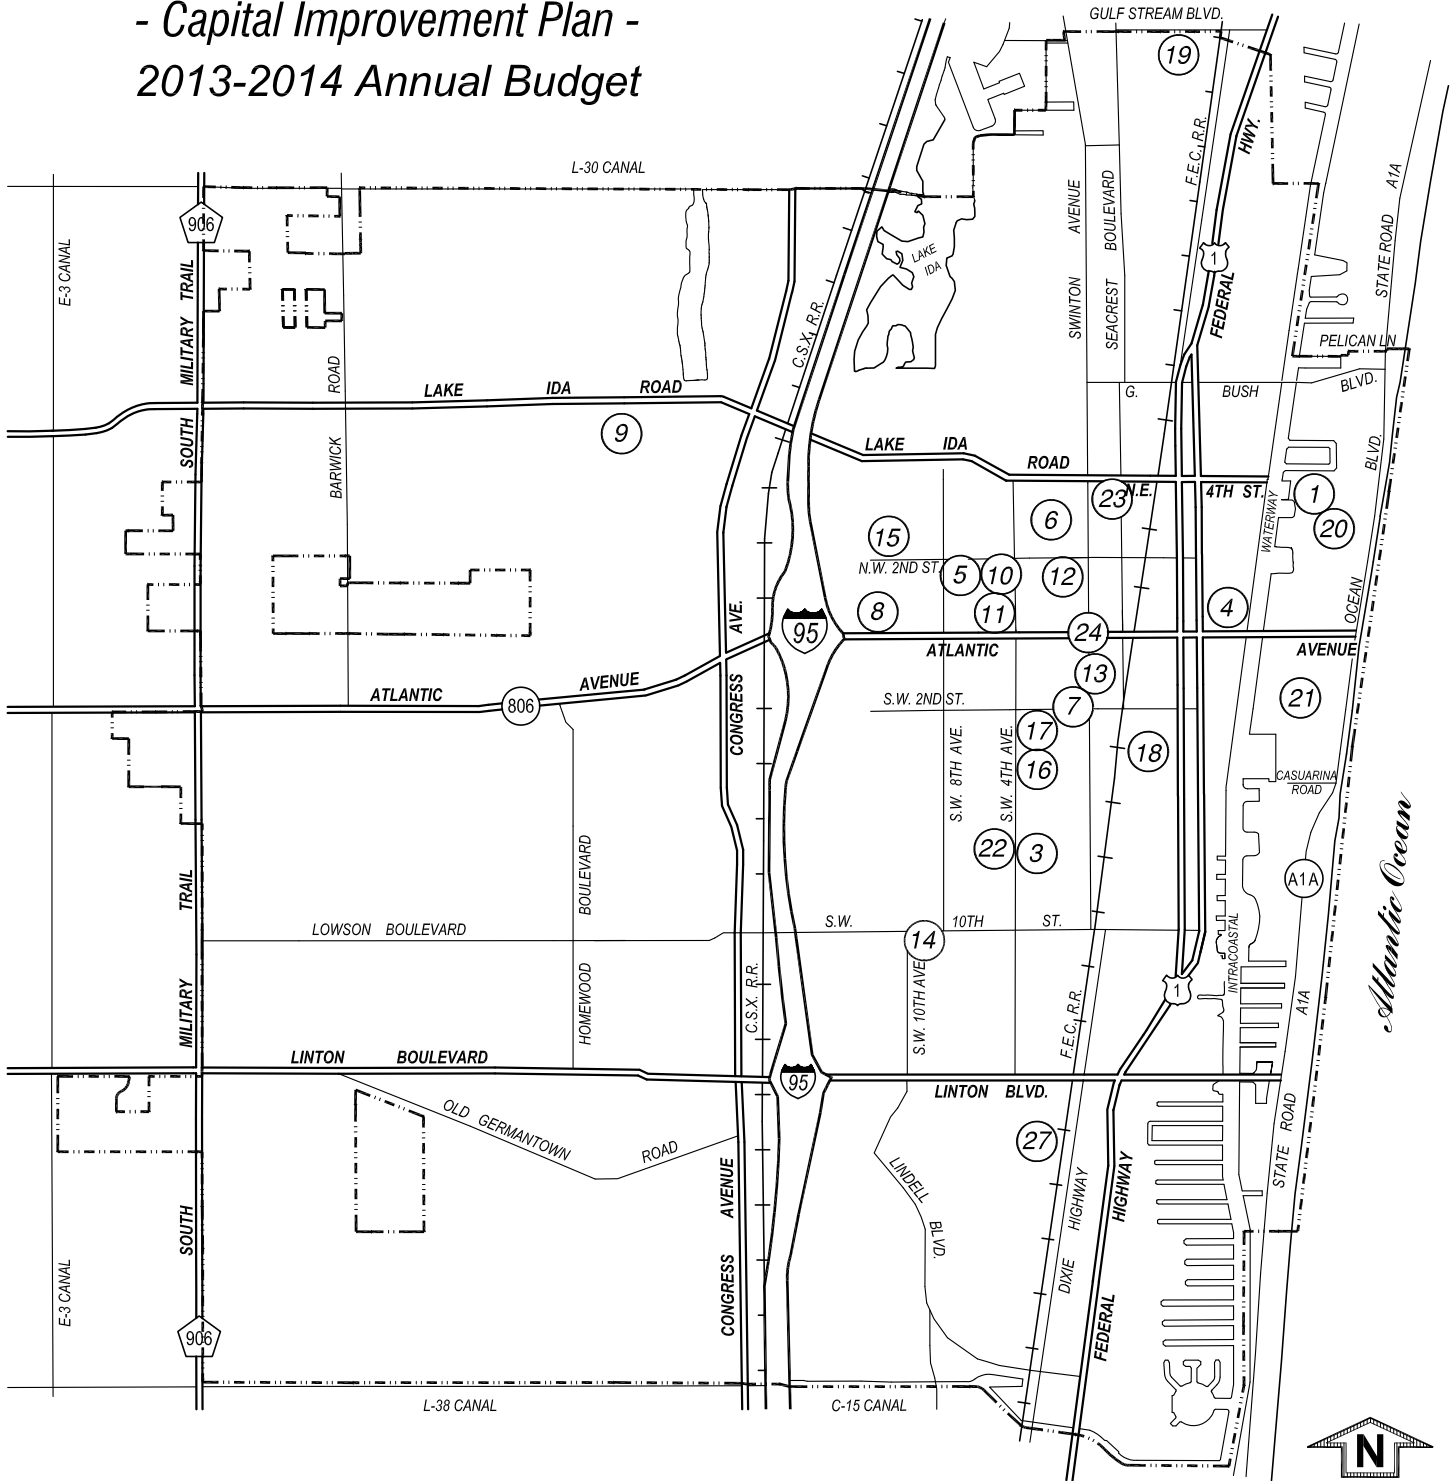 - Capital Improvement Plan -
2013-2014 Annual Budget
GULF STREAM BLVD.
19
L-30 CANAL
906
E-3 CANAL
SOUTH MILITARY TRAIL
BARWICK ROAD
LAKE IDA ROAD
9
C.S.X. R.R.
LAKE
IDA
SWINTON AVENUE
SEACREST BOULEVARD
F.E.C. R.R.
FEDERAL HWY.
1
STATE ROAD A1A
PELICAN LN
G. BUSH BLVD.
LAKE IDA ROAD
N.E. 4TH ST.
23
6
15
N.W. 2ND ST.
5
10
12
8
11
4
1
20
WATERWAY
OCEAN BLVD.
95
24
ATLANTIC AVENUE
13
S.W. 2ND ST.
7
17
16
18
21
ATLANTIC AVENUE
806
CONGRESS AVE.
S.W. 8TH AVE.
S.W. 4TH AVE.
CASUARINA
ROAD
22
3
A1A
Atlantic Ocean
SOUTH MILITARY TRAIL
LOWSON BOULEVARD
HOMEWOOD BOULEVARD
S.W. 10TH ST.
14
S.W. 10TH AVE.
C.S.X. R.R.
F.E.C. R.R.
INTRACOASTAL
1
STATE ROAD A1A
LINTON BOULEVARD
95
LINTON BLVD.
27
OLD GERMANTOWN ROAD
LINDELL BLVD.
DIXIE HIGHWAY
FEDERAL HIGHWAY
CONGRESS AVENUE
E-3 CANAL
906
L-38 CANAL
C-15 CANAL
N